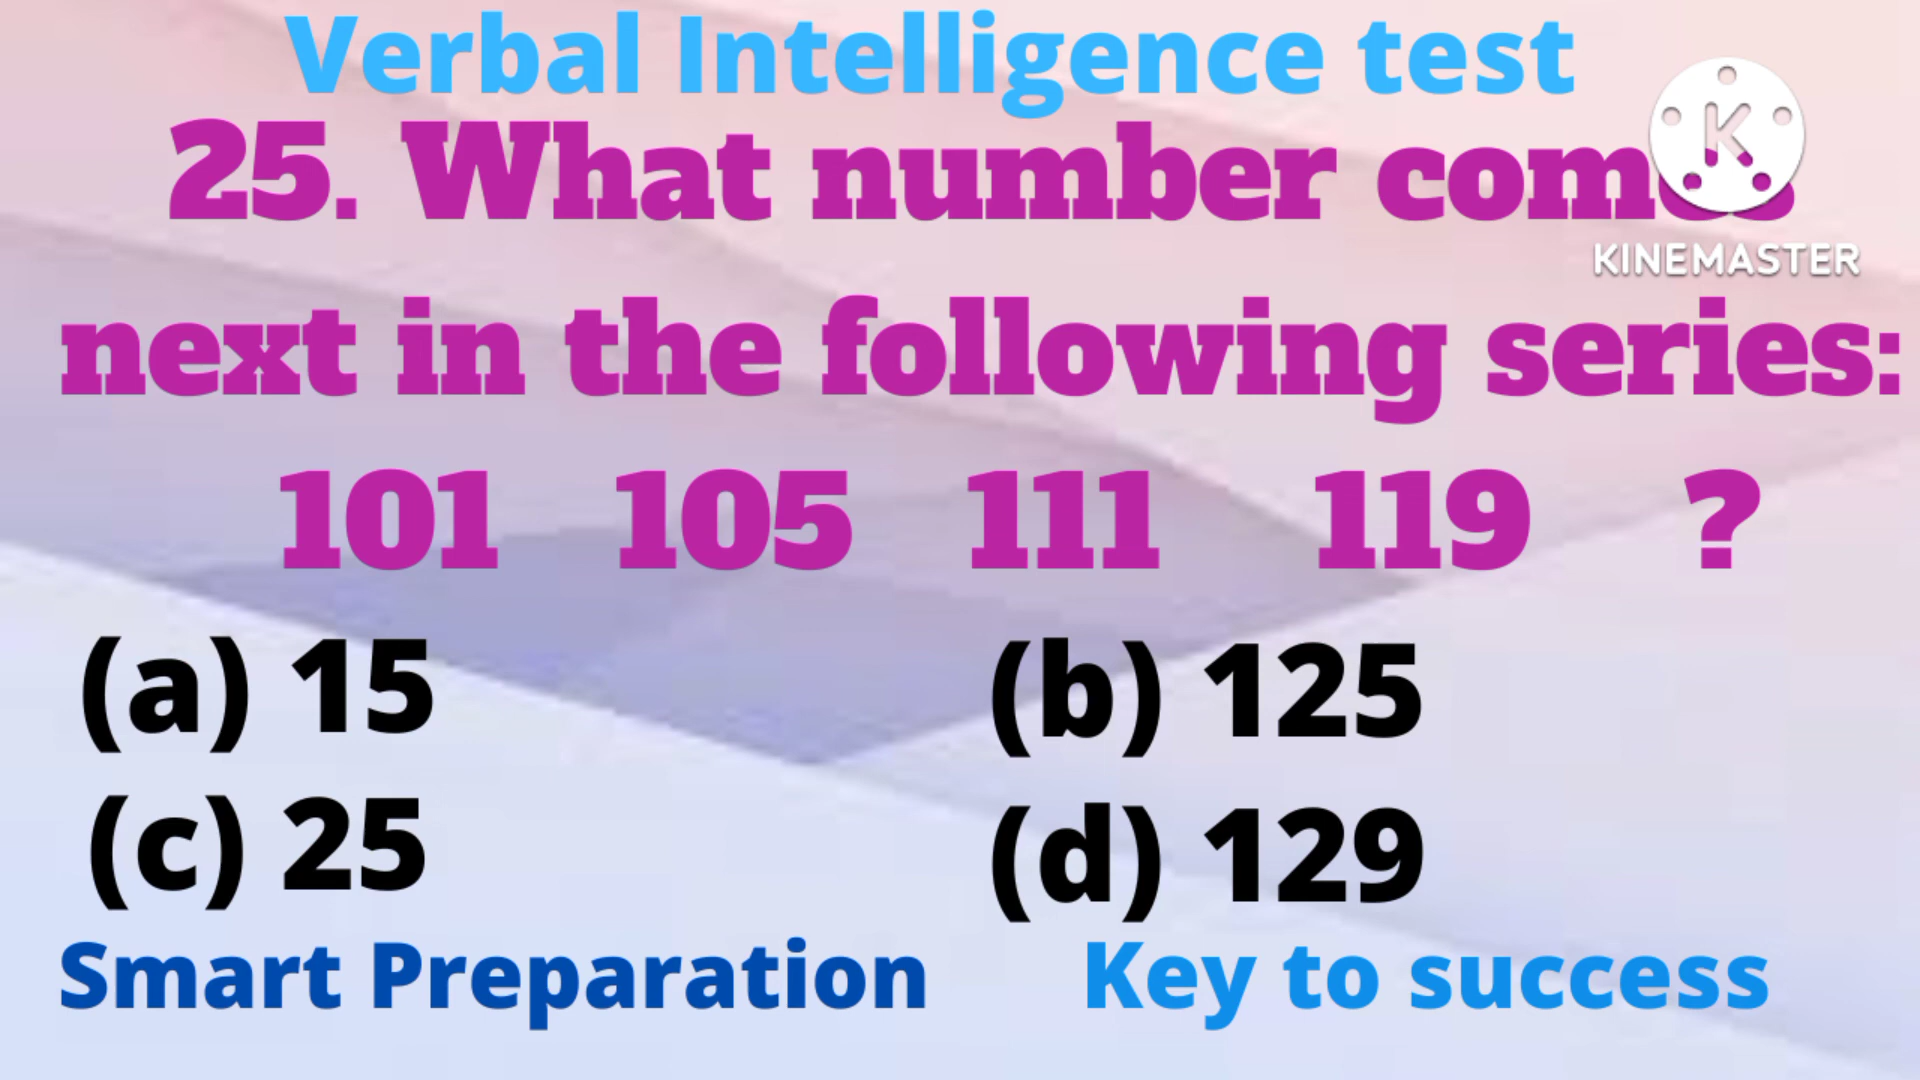 Verbal Intelligence test
25. What number comes
KINEMASTER
next in the following series:
101 105 111 119 ?
(a) 15 (b) 125
(c) 25 (d) 129
Smart Preparation Key to success